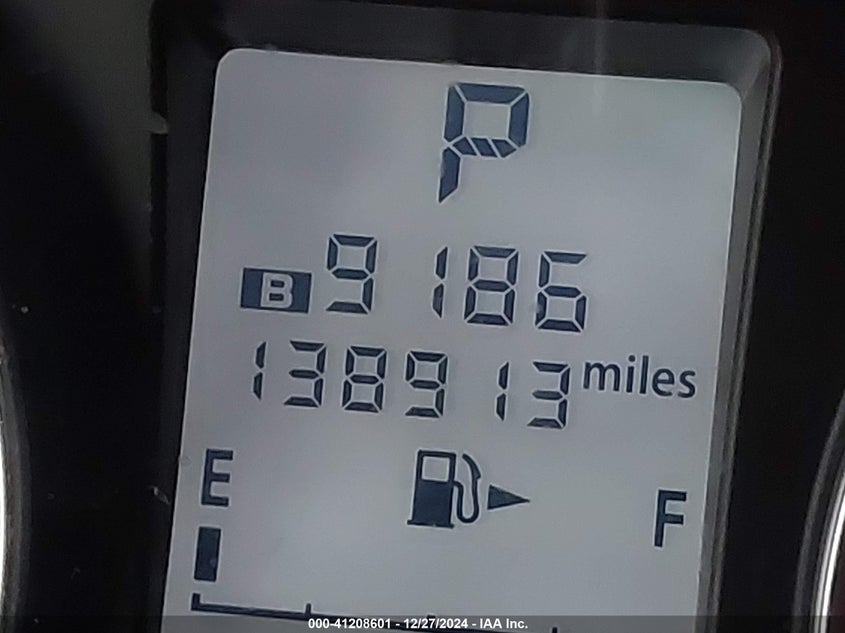 P
B 9186
138913 miles
E F
000-41208601 - 12/27/2024 - IAA Inc.